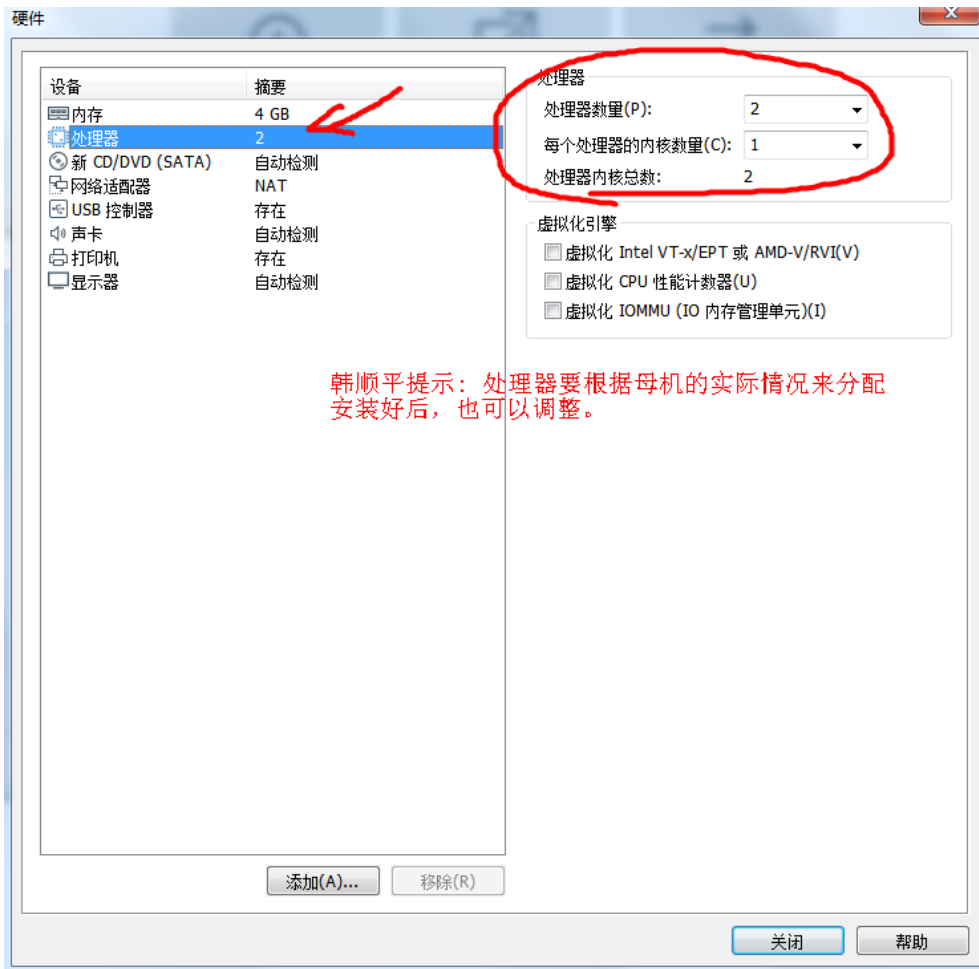 硬件
设备 摘要
内存 4 GB
处理器 2
新 CD/DVD (SATA) 自动检测
网络适配器 NAT
USB 控制器 存在
声卡 自动检测
打印机 存在
显示器 自动检测
处理器
处理器数量(P): 2
每个处理器的内核数量(C): 1
处理器内核总数: 2
虚拟化引擎
虚拟化 Intel VT-x/EPT 或 AMD-V/RVI(V)
虚拟化 CPU 性能计数器(U)
虚拟化 IOMMU (IO 内存管理单元)(I)
韩顺平提示：处理器要根据母机的实际情况来分配
安装好后，也可以调整。
添加(A)... 移除(R)
关闭 帮助